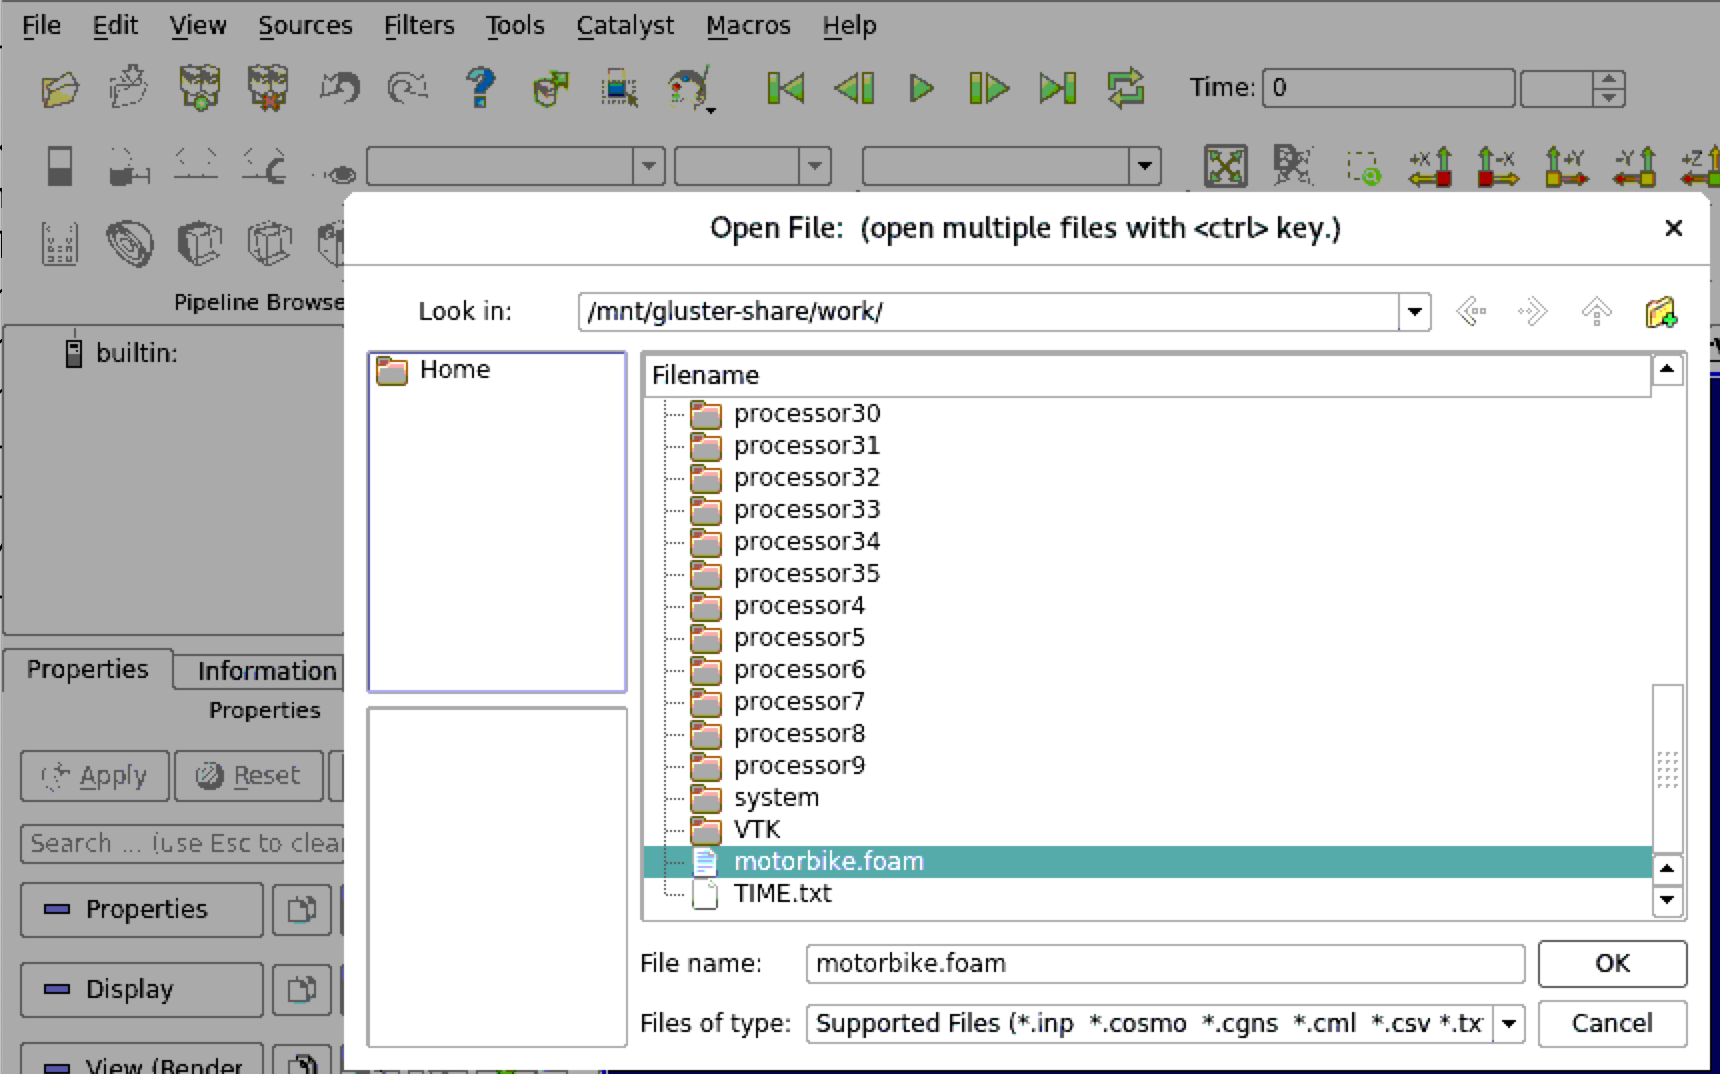 File Edit View Sources Filters Tools Catalyst Macros Help
Time: 0
+X -X +Y -Y +Z
Open File: (open multiple files with <ctrl> key.)
Pipeline Browse
Look in: /mnt/gluster-share/work/
builtin:
Home
Filename
processor30
processor31
processor32
processor33
processor34
processor35
processor4
processor5
processor6
processor7
processor8
processor9
system
VTK
motorbike.foam
TIME.txt
Properties Information
Properties
Apply Reset
Search ... (use Esc to clear
Properties
Display
View (Render
File name: motorbike.foam OK
Files of type: Supported Files (*.inp *.cosmo *.cgns *.cml *.csv *.tx Cancel